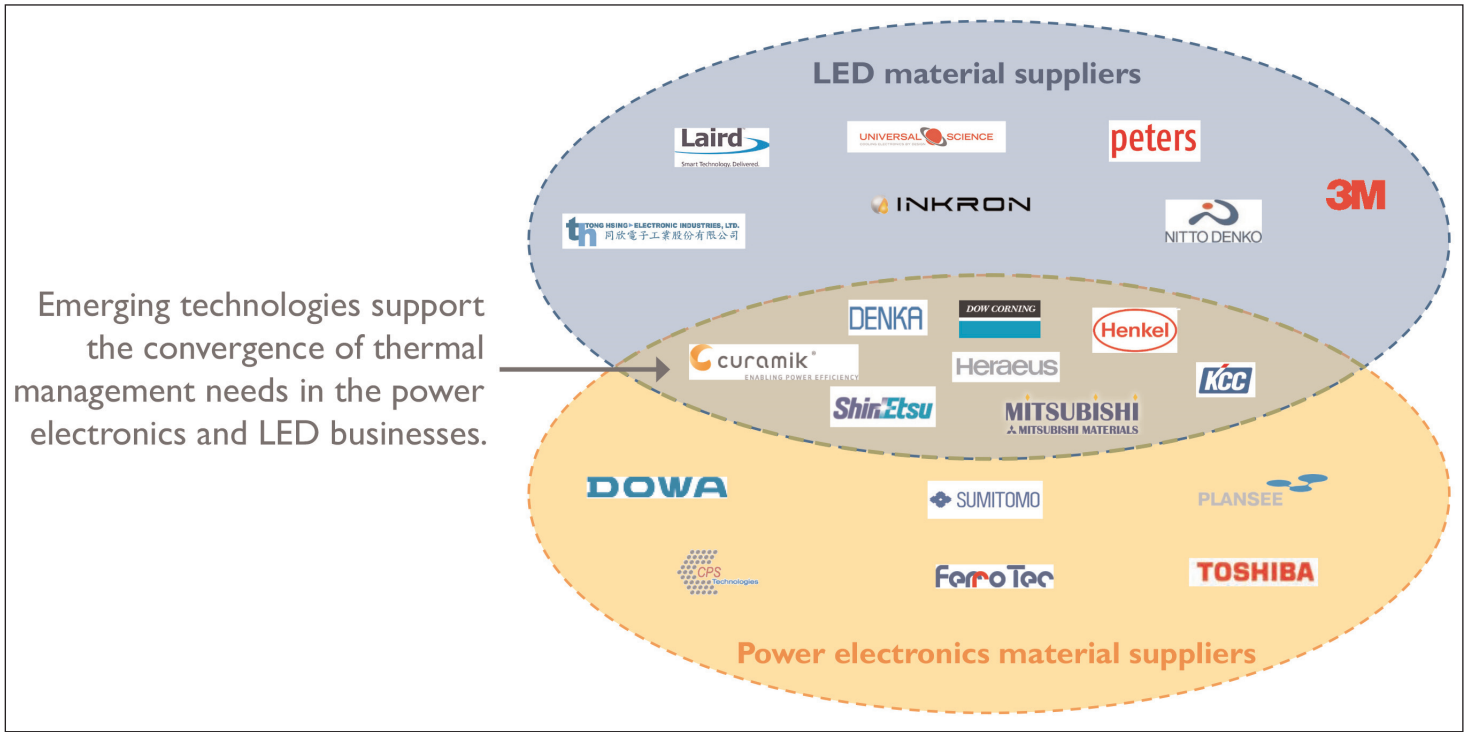 LED material suppliers
Laird
Smart Technology. Delivered.
UNIVERSAL SCIENCE
peters
3M
INKRON
NITTO DENKO
th TONG HSING ELECTRONIC INDUSTRIES, LTD.
同欣電子工業股份有限公司
Emerging technologies support
the convergence of thermal
management needs in the power
electronics and LED businesses.
DENKA
DOW CORNING
Henkel
curamik®
ENABLING POWER EFFICIENCY
Heraeus
KCC
ShinEtsu
MITSUBISHI
MITSUBISHI MATERIALS
DOWA
SUMITOMO
PLANSEE
CPS
Technologies
FerroTec
TOSHIBA
Power electronics material suppliers